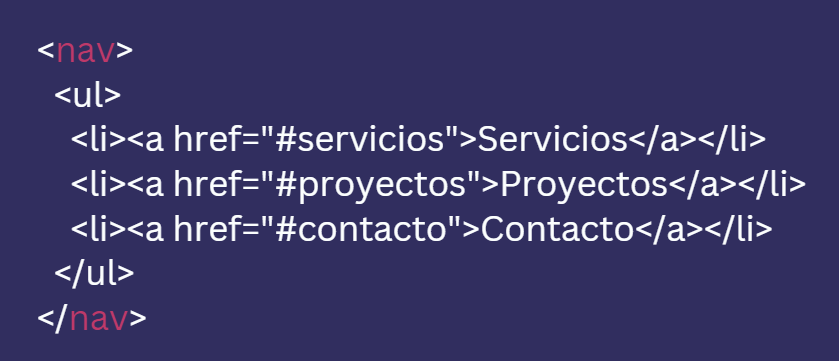 <nav>
<ul>
<li><a href="#servicios">Servicios</a></li>
<li><a href="#proyectos">Proyectos</a></li>
<li><a href="#contacto">Contacto</a></li>
</ul>
</nav>